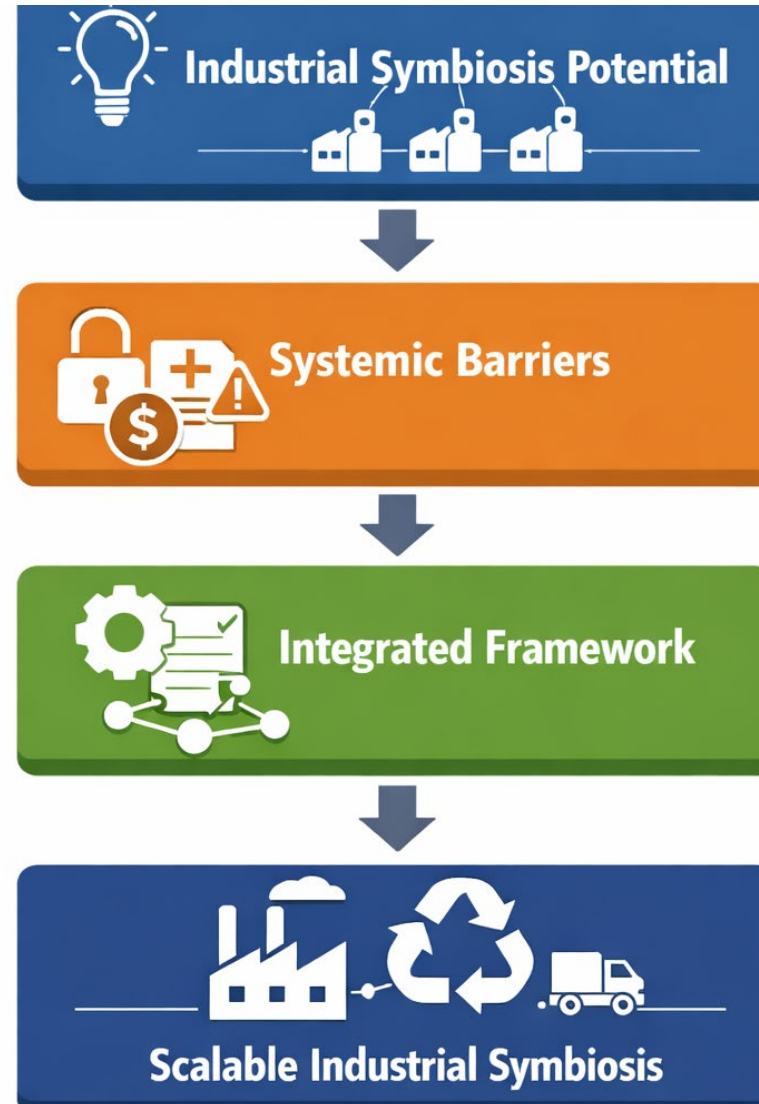 Industrial Symbiosis Potential
$
!
Systemic Barriers
Integrated Framework
Scalable Industrial Symbiosis